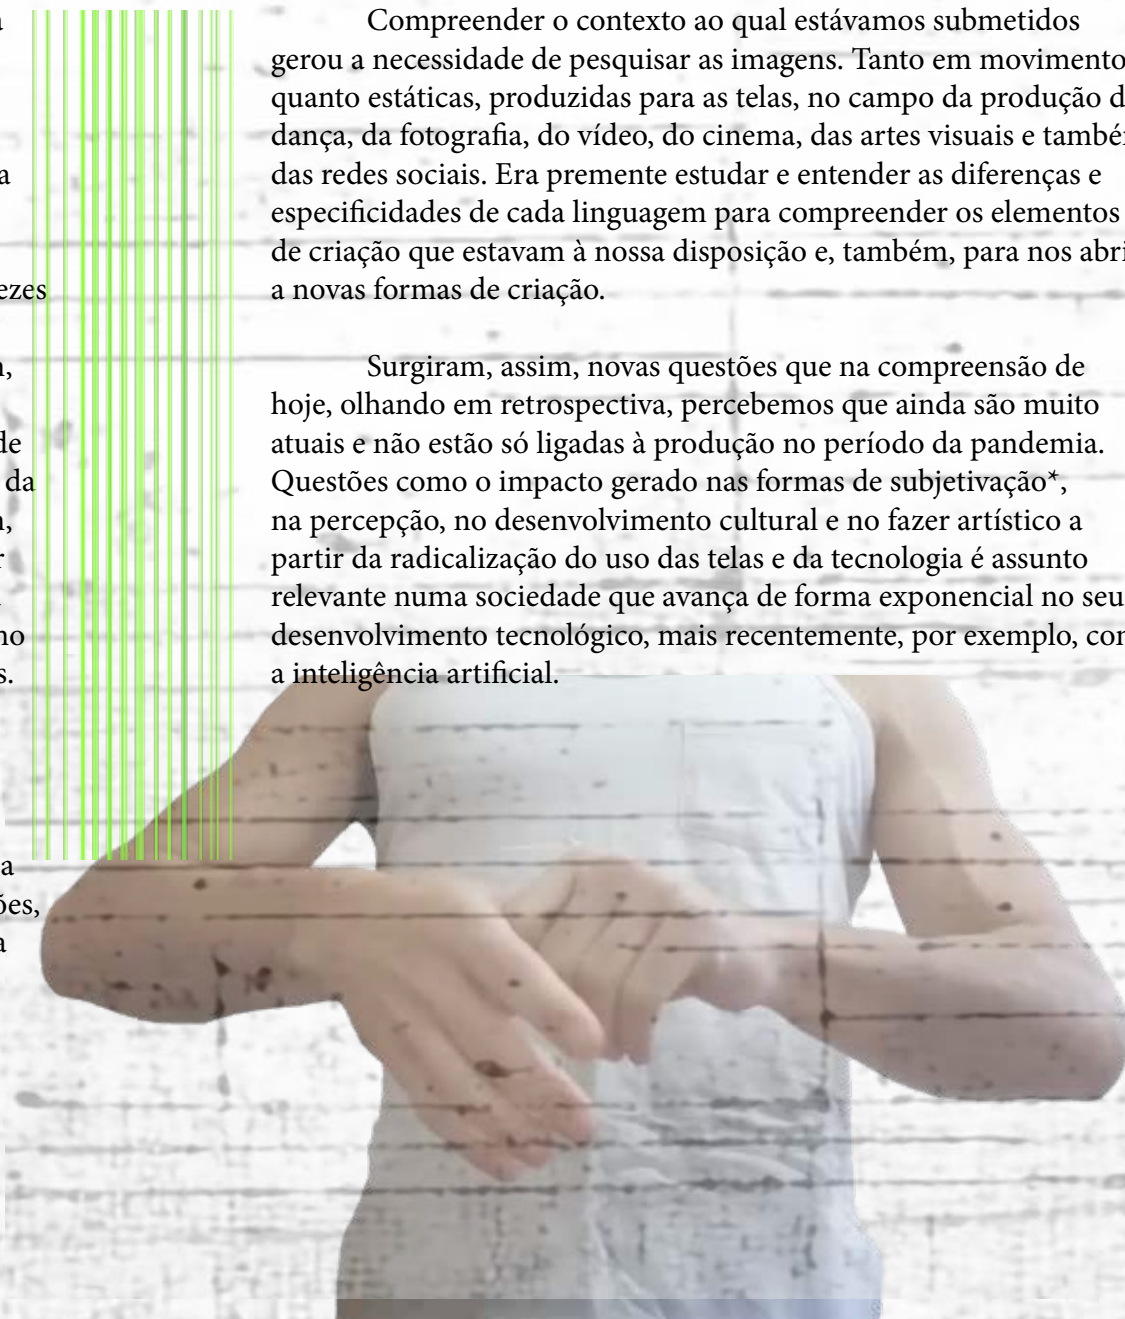 ezes
de
da
no
s.
a
ões,
a
Compreender o contexto ao qual estávamos submetidos
gerou a necessidade de pesquisar as imagens. Tanto em movimento
quanto estáticas, produzidas para as telas, no campo da produção d
dança, da fotografia, do vídeo, do cinema, das artes visuais e també
das redes sociais. Era premente estudar e entender as diferenças e
especificidades de cada linguagem para compreender os elementos
de criação que estavam à nossa disposição e, também, para nos abri
a novas formas de criação.
Surgiram, assim, novas questões que na compreensão de
hoje, olhando em retrospectiva, percebemos que ainda são muito
atuais e não estão só ligadas à produção no período da pandemia.
Questões como o impacto gerado nas formas de subjetivação*,
na percepção, no desenvolvimento cultural e no fazer artístico a
partir da radicalização do uso das telas e da tecnologia é assunto
relevante numa sociedade que avança de forma exponencial no seu
desenvolvimento tecnológico, mais recentemente, por exemplo, co
a inteligência artificial.